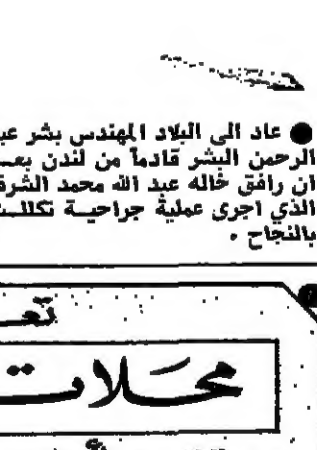 ● عاد الى البلاد المهندس بشر عبد
الرحمن البشر قادماً من لندن بعد
ان رافق خاله عبد الله محمد الشرق
الذي اجرى عملية جراحية تكللت
بالنجاح .
محلات